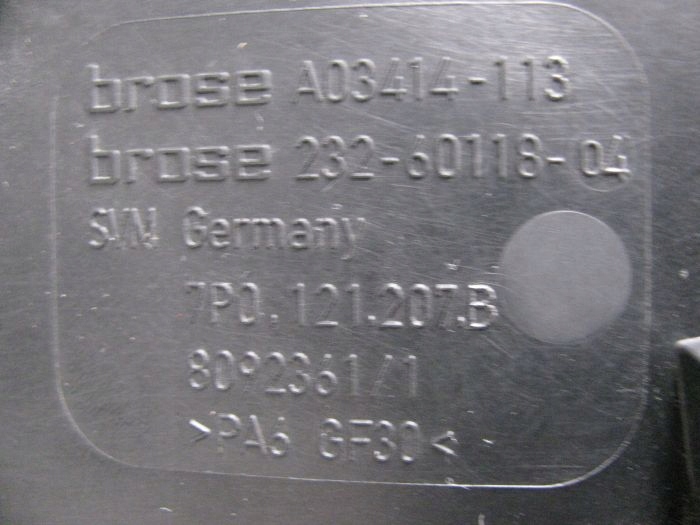 brose A03414-113
brose 232-60118-04
SVM Germany
7P0.121.207.B
8092361/1
>PA6 GF30<